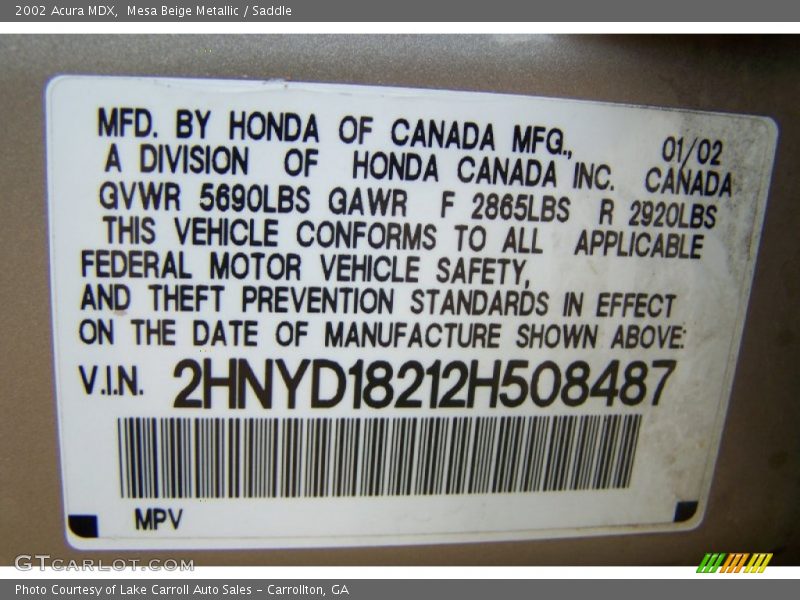 2002 Acura MDX, Mesa Beige Metallic / Saddle
MFD. BY HONDA OF CANADA MFG., 01/02
A DIVISION OF HONDA CANADA INC. CANADA
GVWR 5690LBS GAWR F 2865LBS R 2920LBS
THIS VEHICLE CONFORMS TO ALL APPLICABLE
FEDERAL MOTOR VEHICLE SAFETY,
AND THEFT PREVENTION STANDARDS IN EFFECT
ON THE DATE OF MANUFACTURE SHOWN ABOVE:
V.I.N. 2HNYD18212H508487
MPV
GTCarLot.com
Photo Courtesy of Lake Carroll Auto Sales - Carrollton, GA